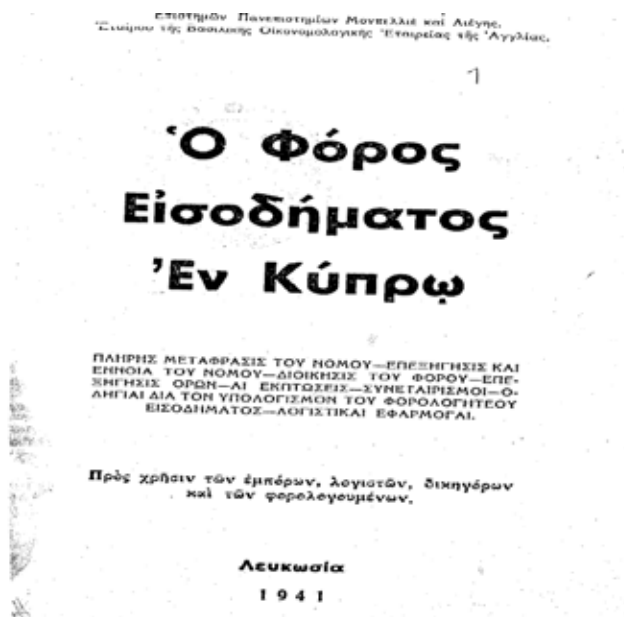 Ἐπιστημῶν Πανεπιστημίων Μονπελλιὲ καὶ Λιέγης.
Ἑταίρου τῆς Βασιλικῆς Οἰκονομολογικῆς Ἑταιρείας τῆς Ἀγγλίας.
1
Ὁ Φόρος
Εἰσοδήματος
Ἐν Κύπρῳ
ΠΛΗΡΗΣ ΜΕΤΑΦΡΑΣΙΣ ΤΟΥ ΝΟΜΟΥ—ΕΠΕΞΗΓΗΣΙΣ ΚΑΙ
ΕΝΝΟΙΑ ΤΟΥ ΝΟΜΟΥ—ΔΙΟΙΚΗΣΙΣ ΤΟΥ ΦΟΡΟΥ—ΕΠΕ-
ΞΗΓΗΣΙΣ ΟΡΩΝ—ΑΙ ΕΚΠΤΩΣΕΙΣ—ΣΥΝΕΤΑΙΡΙΣΜΟΙ—Ο-
ΔΗΓΙΑΙ ΔΙΑ ΤΟΝ ΥΠΟΛΟΓΙΣΜΟΝ ΤΟΥ ΦΟΡΟΛΟΓΗΤΕΟΥ
ΕΙΣΟΔΗΜΑΤΟΣ—ΛΟΓΙΣΤΙΚΑΙ ΕΦΑΡΜΟΓΑΙ.
Πρὸς χρῆσιν τῶν ἐμπόρων, λογιστῶν, δικηγόρων
καὶ τῶν φορολογουμένων.
Λευκωσία
1941